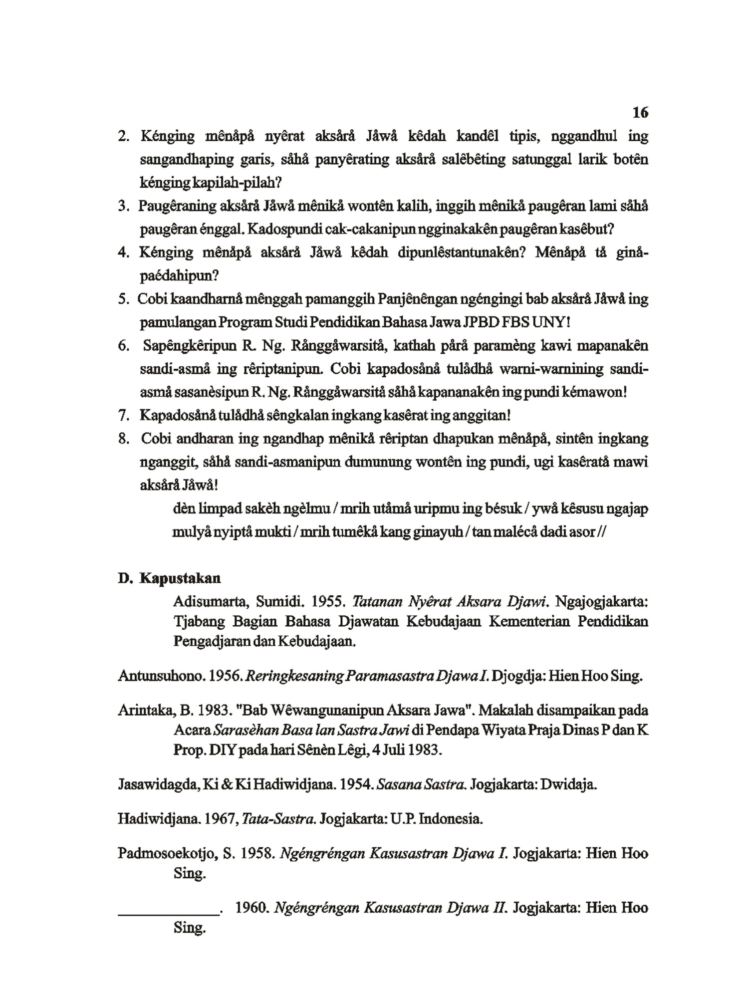 16
2. Kénging mênåpå nyêrat aksårå Jåwå kêdah kandêl tipis, nggandhul ing
sangandhaping garis, såhå panyêrating aksårå salêbêting satunggal larik botên
kénging kapilah-pilah?
3. Paugêraning aksårå Jåwå mênikå wontên kalih, inggih mênikå paugêran lami såhå
paugêran énggal. Kadospundi cak-cakanipun ngginakakên paugêran kasêbut?
4. Kénging mênåpå aksårå Jåwå kêdah dipunlêstantunakên? Mênåpå tå ginå-
paédahipun?
5. Cobi kaandharnå mênggah pamanggih Panjênêngan ngéngingi bab aksårå Jåwå ing
pamulangan Program Studi Pendidikan Bahasa Jawa JPBD FBS UNY!
6. Sapêngkêripun R. Ng. Rånggåwarsitå, kathah pårå paramèng kawi mapanakên
sandi-asmå ing rêriptanipun. Cobi kapadosånå tulådhå warni-warnining sandi-
asmå sasanèsipun R. Ng. Rånggåwarsitå såhå kapananakên ing pundi kémawon!
7. Kapadosånå tulådhå sêngkalan ingkang kasêrat ing anggitan!
8. Cobi andharan ing ngandhap mênikå rêriptan dhapukan mênåpå, sintên ingkang
nganggit, såhå sandi-asmanipun dumunung wontên ing pundi, ugi kasêratå mawi
aksårå Jåwå!
dèn limpad sakèh ngèlmu / mrih utåmå uripmu ing bésuk / ywå kêsusu ngajap
mulyå nyiptå mukti / mrih tumêkå kang ginayuh / tan malécå dadi asor //
D. Kapustakan
Adisumarta, Sumidi. 1955. Tatanan Nyêrat Aksara Djawi. Ngajogjakarta:
Tjabang Bagian Bahasa Djawatan Kebudajaan Kementerian Pendidikan
Pengadjaran dan Kebudajaan.
Antunsuhono. 1956. Reringkesaning Paramasastra Djawa I. Djogdja: Hien Hoo Sing.
Arintaka, B. 1983. "Bab Wêwangunanipun Aksara Jawa". Makalah disampaikan pada
Acara Sarasèhan Basa lan Sastra Jawi di Pendapa Wiyata Praja Dinas P dan K
Prop. DIY pada hari Sênèn Lêgi, 4 Juli 1983.
Jasawidagda, Ki & Ki Hadiwidjana. 1954. Sasana Sastra. Jogjakarta: Dwidaja.
Hadiwidjana. 1967, Tata-Sastra. Jogjakarta: U.P. Indonesia.
Padmosoekotjo, S. 1958. Ngéngréngan Kasusastran Djawa I. Jogjakarta: Hien Hoo
Sing.
_____________. 1960. Ngéngréngan Kasusastran Djawa II. Jogjakarta: Hien Hoo
Sing.